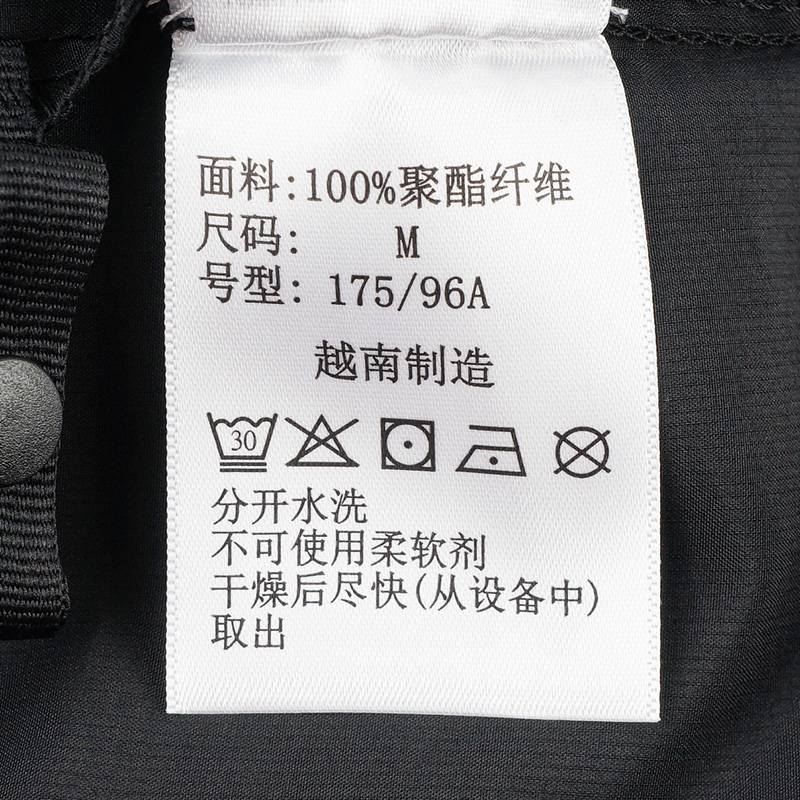 面料:100%聚酯纤维
尺码: M
号型: 175/96A
越南制造
30
分开水洗
不可使用柔软剂
干燥后尽快(从设备中)
取出